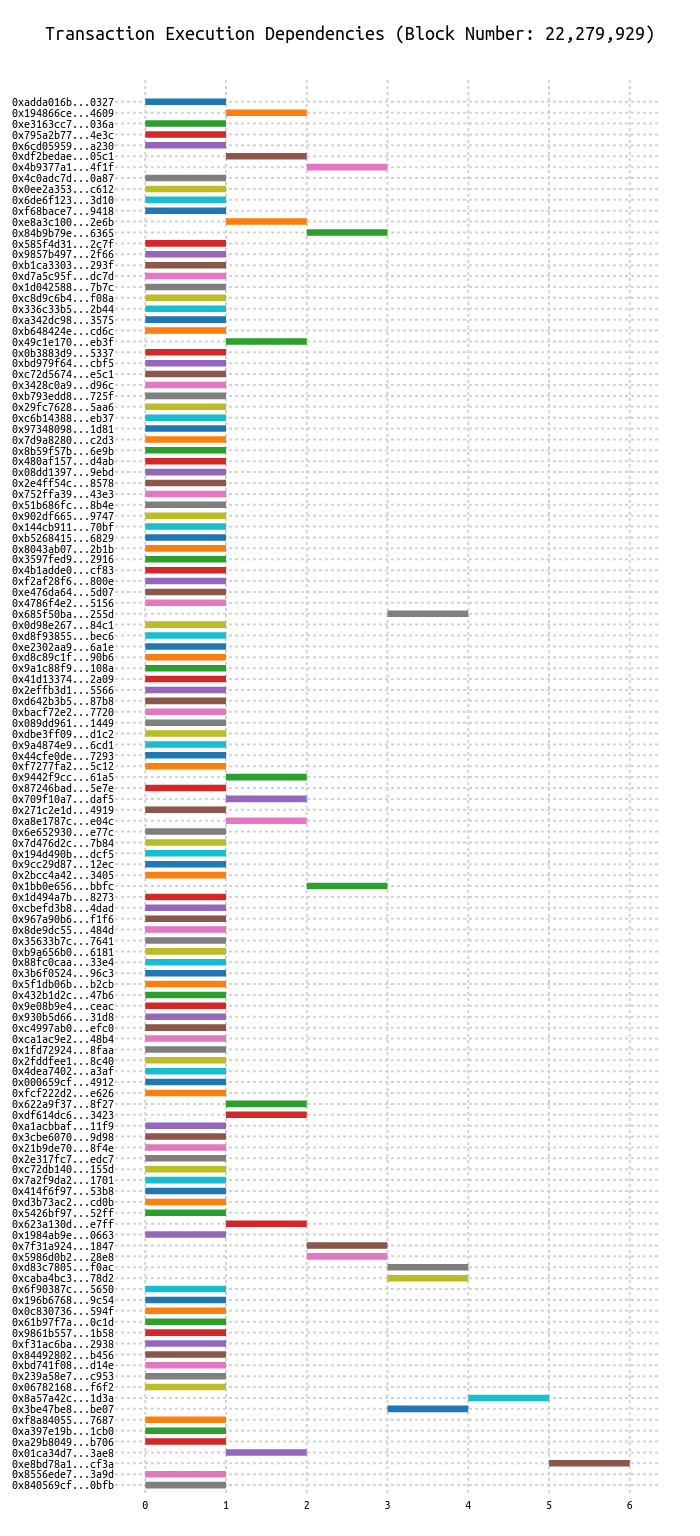 Transaction Execution Dependencies (Block Number: 22,279,929)
0xadda016b...0327
0x194866ce...4609
0xe3163cc7...036a
0x795a2b77...4e3c
0x6cd05959...a230
0xdf2bedae...05c1
0x4b9377a1...4f1f
0x4c0adc7d...0a87
0x0ee2a353...c612
0x6de6f123...3d10
0xf68bace7...9418
0xe8a3c100...2e6b
0x84b9b79e...6365
0x585f4d31...2c7f
0x9857b497...2f66
0xb1ca3303...293f
0xd7a5c95f...dc7d
0x1d042588...7b7c
0xc8d9c6b4...f08a
0x336c33b5...2b44
0xa342dc98...3575
0xb648424e...cd6c
0x49c1e170...eb3f
0x0b3883d9...5337
0xbd979f64...cbf5
0xc72d5674...e5c1
0x3428c0a9...d96c
0xb793edd8...725f
0x29fc7628...5aa6
0xc6b14388...eb37
0x97348098...1d81
0x7d9a8280...c2d3
0x8b59f57b...6e9b
0x480af157...d4ab
0x08dd1397...9ebd
0x2e4ff54c...8578
0x752ffa39...43e3
0x51b686fc...8b4e
0x902df665...9747
0x144cb911...70bf
0xb5268415...6829
0x8043ab07...2b1b
0x3597fed9...2916
0x4b1adde0...cf83
0xf2af28f6...800e
0xe476da64...5d07
0x4786f4e2...5156
0x685f50ba...255d
0x0d98e267...84c1
0xd8f93855...bec6
0xe2302aa9...6a1e
0xd8c89c1f...90b6
0x9a1c88f9...108a
0x41d13374...2a09
0x2effb3d1...5566
0xd642b3b5...87b8
0xbacf72e2...7720
0x089dd961...1449
0xdbe3ff09...d1c2
0x9a4874e9...6cd1
0x44cfe0de...7293
0xf7277fa2...5c12
0x9442f9cc...61a5
0x87246bad...5e7e
0x709f10a7...daf5
0x271c2e1d...4919
0xa8e1787c...e04c
0x6e652930...e77c
0x7d476d2c...7b84
0x194d490b...dcf5
0x9cc29d87...12ec
0x2bcc4a42...3405
0x1bb0e656...bbfc
0x1d494a7b...8273
0xcbefd3b8...4dad
0x967a90b6...f1f6
0x8de9dc55...484d
0x35633b7c...7641
0xb9a656b0...6181
0x88fc0caa...33e4
0x3b6f0524...96c3
0x5f1db06b...b2cb
0x432b1d2c...47b6
0x9e08b9e4...ceac
0x930b5d66...31d8
0xc4997ab0...efc0
0xca1ac9e2...48b4
0x1fd72924...8faa
0x2fddfee1...8c40
0x4dea7402...a3af
0x000659cf...4912
0xfcf222d2...e626
0x622a9f37...8f27
0xdf614dc6...3423
0xa1acbbaf...11f9
0x3cbe6070...9d98
0x21b9de70...8f4e
0x2e317fc7...edc7
0xc72db140...155d
0x7a2f9da2...1701
0x414f6f97...53b8
0xd3b73ac2...cd0b
0x5426bf97...52ff
0x623a130d...e7ff
0x1984ab9e...0663
0x7f31a924...1847
0x5986d0b2...28e8
0xd83c7805...f0ac
0xcaba4bc3...78d2
0x6f90387c...5650
0x196b6768...9c54
0x0c830736...594f
0x61b97f7a...0c1d
0x9861b557...1b58
0xf31ac6ba...2938
0x84492802...b456
0xbd741f08...d14e
0x239a58e7...c953
0x06782168...f6f2
0x8a57a42c...1d3a
0x3be47be8...be07
0xf8a84055...7687
0xa397e19b...1cb0
0xa29b8049...b706
0x01ca34d7...3ae8
0xe8bd78a1...cf3a
0x8556ede7...3a9d
0x840569cf...0bfb
0 1 2 3 4 5 6